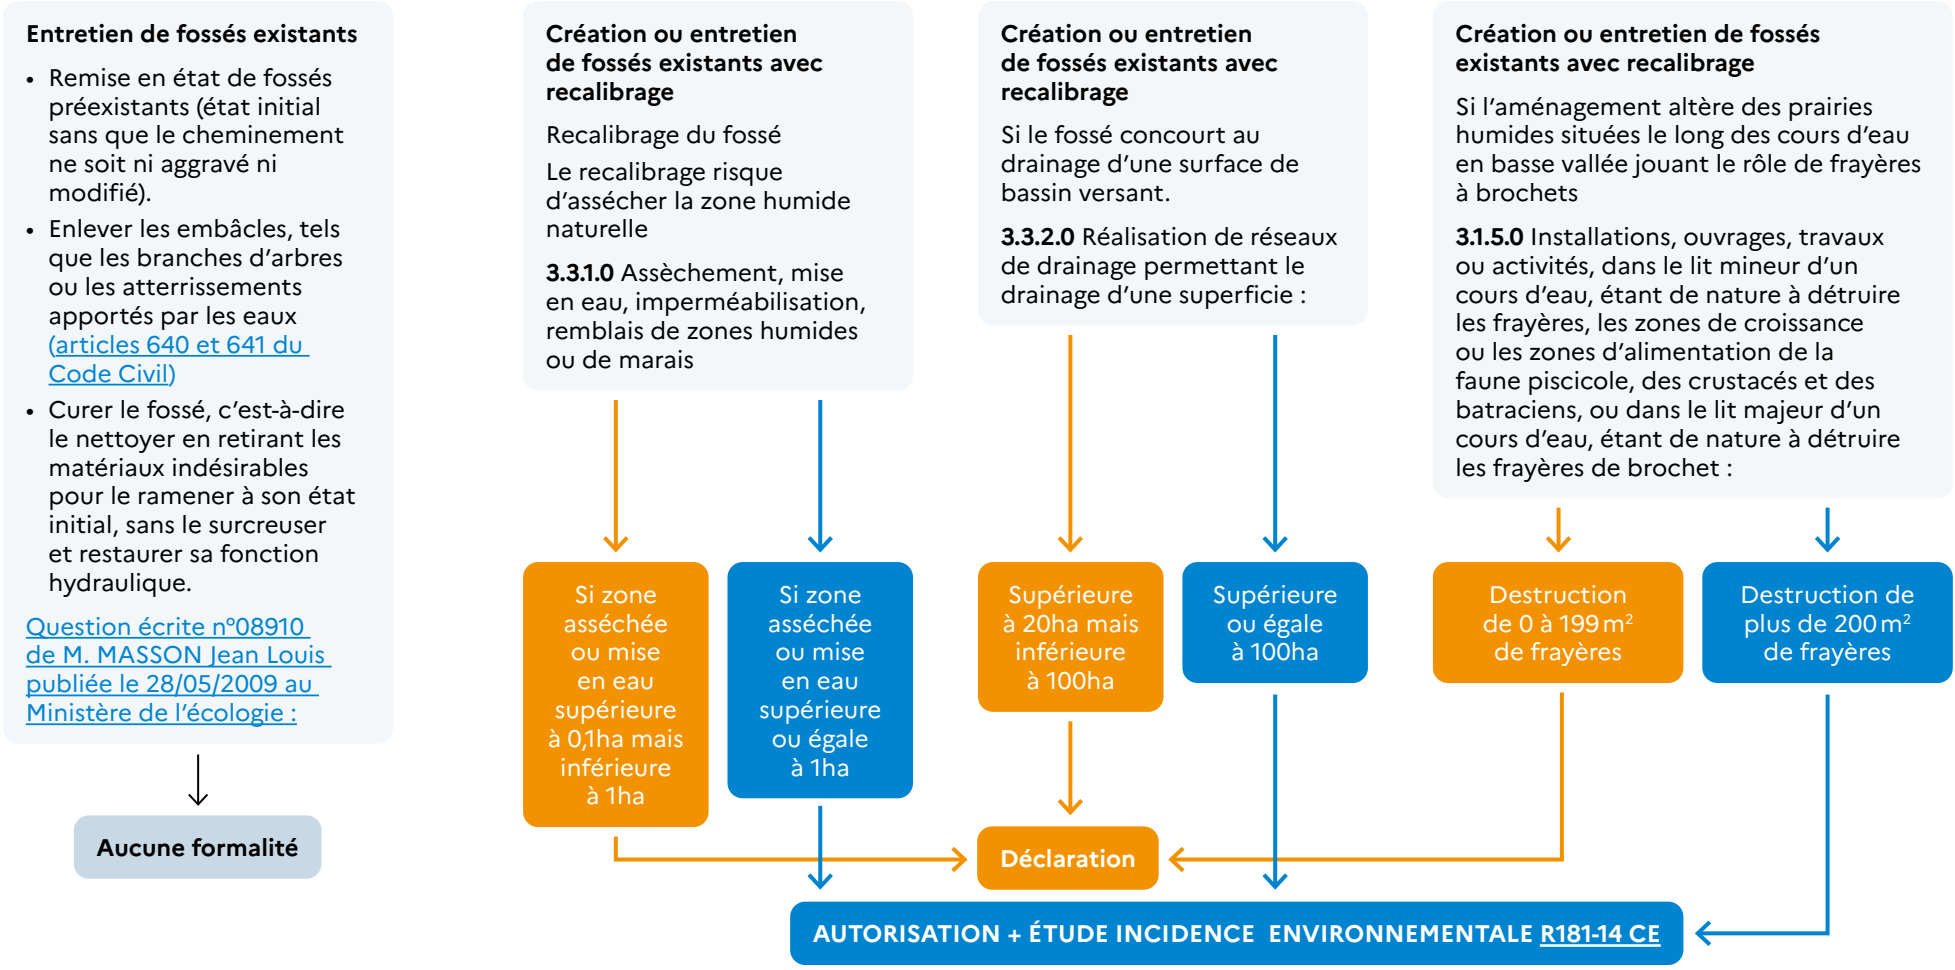 Entretien de fossés existants
• Remise en état de fossés
préexistants (état initial
sans que le cheminement
ne soit ni aggravé ni
modifié).
• Enlever les embâcles, tels
que les branches d’arbres
ou les atterrissements
apportés par les eaux
(articles 640 et 641 du
Code Civil)
• Curer le fossé, c’est-à-dire
le nettoyer en retirant les
matériaux indésirables
pour le ramener à son état
initial, sans le surcreuser
et restaurer sa fonction
hydraulique.
Question écrite n°08910
de M. MASSON Jean Louis
publiée le 28/05/2009 au
Ministère de l’écologie :
Aucune formalité
Création ou entretien
de fossés existants avec
recalibrage
Recalibrage du fossé
Le recalibrage risque
d’assécher la zone humide
naturelle
3.3.1.0 Assèchement, mise
en eau, imperméabilisation,
remblais de zones humides
ou de marais
Si zone
asséchée
ou mise
en eau
supérieure
à 0,1ha mais
inférieure
à 1ha
Si zone
asséchée
ou mise
en eau
supérieure
ou égale
à 1ha
Création ou entretien
de fossés existants avec
recalibrage
Si le fossé concourt au
drainage d’une surface de
bassin versant.
3.3.2.0 Réalisation de réseaux
de drainage permettant le
drainage d’une superficie :
Supérieure
à 20ha mais
inférieure
à 100ha
Supérieure
ou égale
à 100ha
Création ou entretien de fossés
existants avec recalibrage
Si l’aménagement altère des prairies
humides situées le long des cours d’eau
en basse vallée jouant le rôle de frayères
à brochets
3.1.5.0 Installations, ouvrages, travaux
ou activités, dans le lit mineur d’un
cours d’eau, étant de nature à détruire
les frayères, les zones de croissance
ou les zones d’alimentation de la
faune piscicole, des crustacés et des
batraciens, ou dans le lit majeur d’un
cours d’eau, étant de nature à détruire
les frayères de brochet :
Destruction
de 0 à 199 m²
de frayères
Destruction de
plus de 200 m²
de frayères
Déclaration
AUTORISATION + ÉTUDE INCIDENCE ENVIRONNEMENTALE R181-14 CE